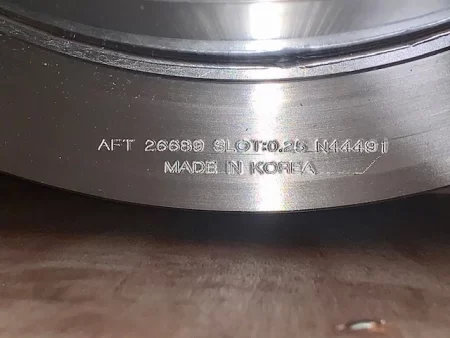 AFT 26689 SLOT:0.25 N44491
MADE IN KOREA